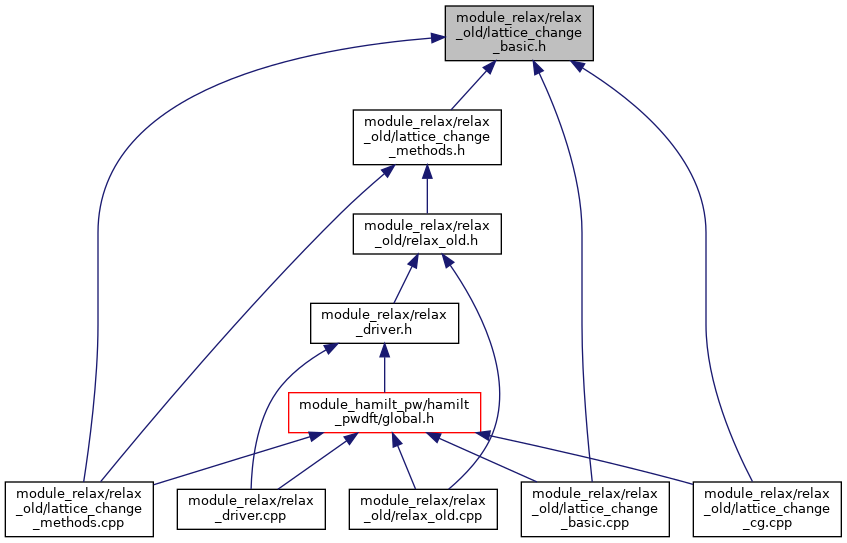 module_relax/relax
_old/lattice_change
_basic.h
module_relax/relax
_old/lattice_change
_methods.h
module_relax/relax
_old/relax_old.h
module_relax/relax
_driver.h
module_hamilt_pw/hamilt
_pwdft/global.h
module_relax/relax
_old/lattice_change
_methods.cpp
module_relax/relax
_driver.cpp
module_relax/relax
_old/relax_old.cpp
module_relax/relax
_old/lattice_change
_basic.cpp
module_relax/relax
_old/lattice_change
_cg.cpp